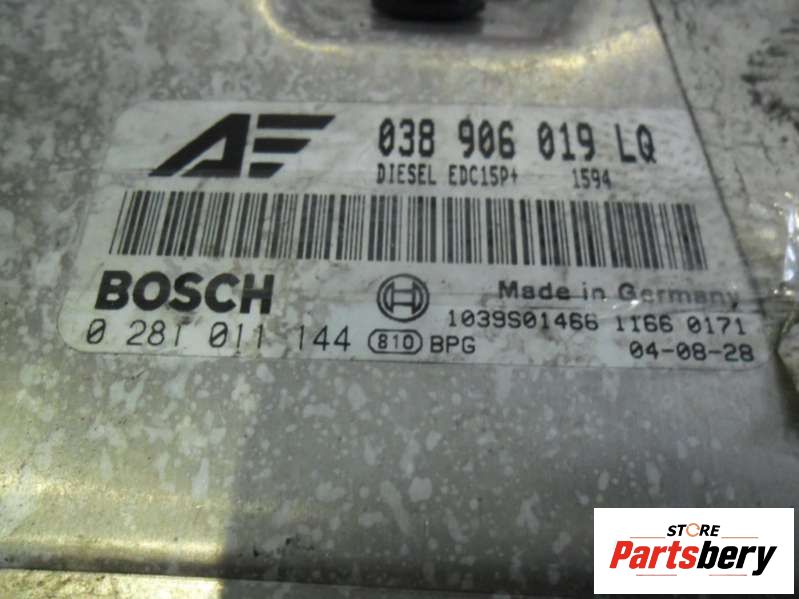 AF 038 906 019 LQ
DIESEL EDC15P+ 1594
BOSCH Made in Germany
0 281 011 144 810 BPG 1039S01466 1166 0171
04-08-28
STORE
Partsbery